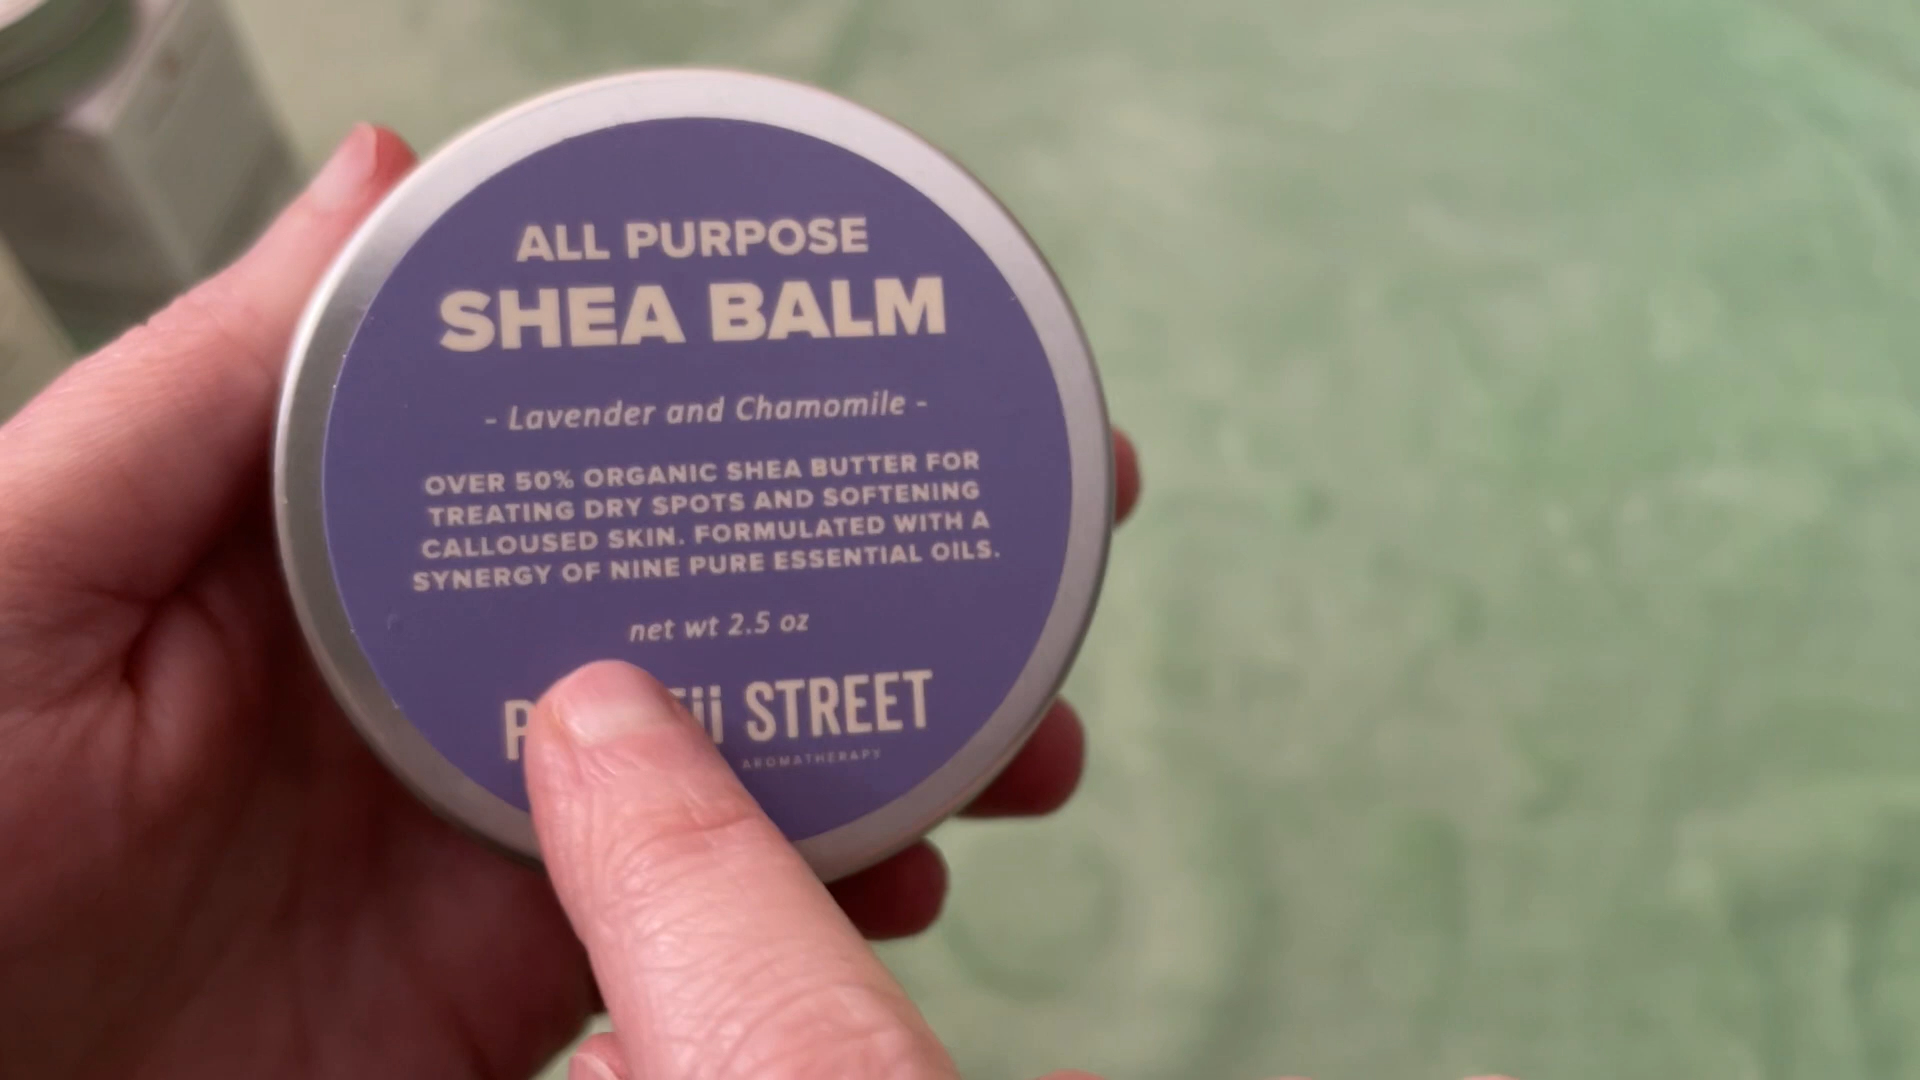 ALL PURPOSE
SHEA BALM
- Lavender and Chamomile -
OVER 50% ORGANIC SHEA BUTTER FOR
TREATING DRY SPOTS AND SOFTENING
CALLOUSED SKIN. FORMULATED WITH A
SYNERGY OF NINE PURE ESSENTIAL OILS.
net wt 2.5 oz
STREET
AROMATHERAPY